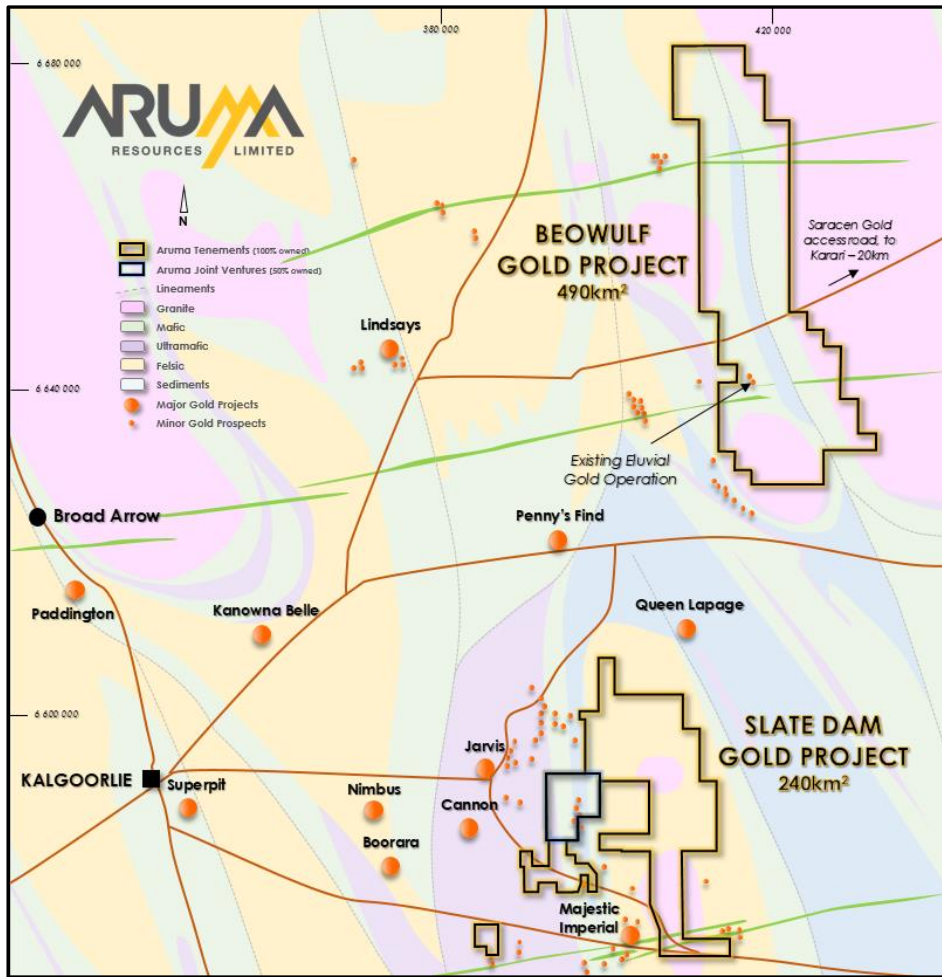 380 000
420 000
6 680 000
ARUMA
RESOURCES LIMITED
N
Aruma Tenements (100% owned)
Aruma Joint Ventures (50% owned)
Lineaments
Granite
Mafic
Ultramafic
Felsic
Sediments
Major Gold Projects
Minor Gold Prospects
BEOWULF
GOLD PROJECT
490km²
Saracen Gold
access road, to
Karari – 20km
Lindsays
6 640 000
Existing Eluvial
Gold Operation
Broad Arrow
Penny's Find
Paddington
Kanowna Belle
Queen Lapage
6 600 000
SLATE DAM
GOLD PROJECT
240km²
Jarvis
KALGOORLIE
Superpit
Nimbus
Cannon
Boorara
Majestic
Imperial